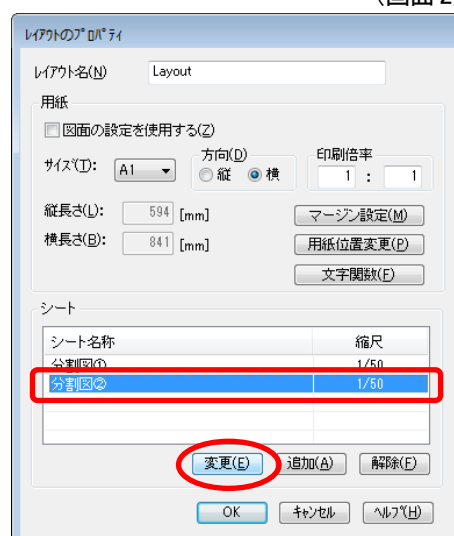 （画面2
ﾚｲｱｳﾄのﾌﾟﾛﾊﾟﾃｨ
ﾚｲｱｳﾄ名(N) Layout
用紙
図面の設定を使用する(Z)
ｻｲｽﾞ(T): A1 方向(D) 縦 横 印刷倍率 1 : 1
縦長さ(L): 594 [mm] マージン設定(M)
横長さ(B): 841 [mm] 用紙位置変更(P)
文字関数(F)
シート
シート名称 縮尺
分割図① 1/50
分割図② 1/50
変更(E) 追加(A) 解除(F)
OK ｷｬﾝｾﾙ ﾍﾙﾌﾟ(H)